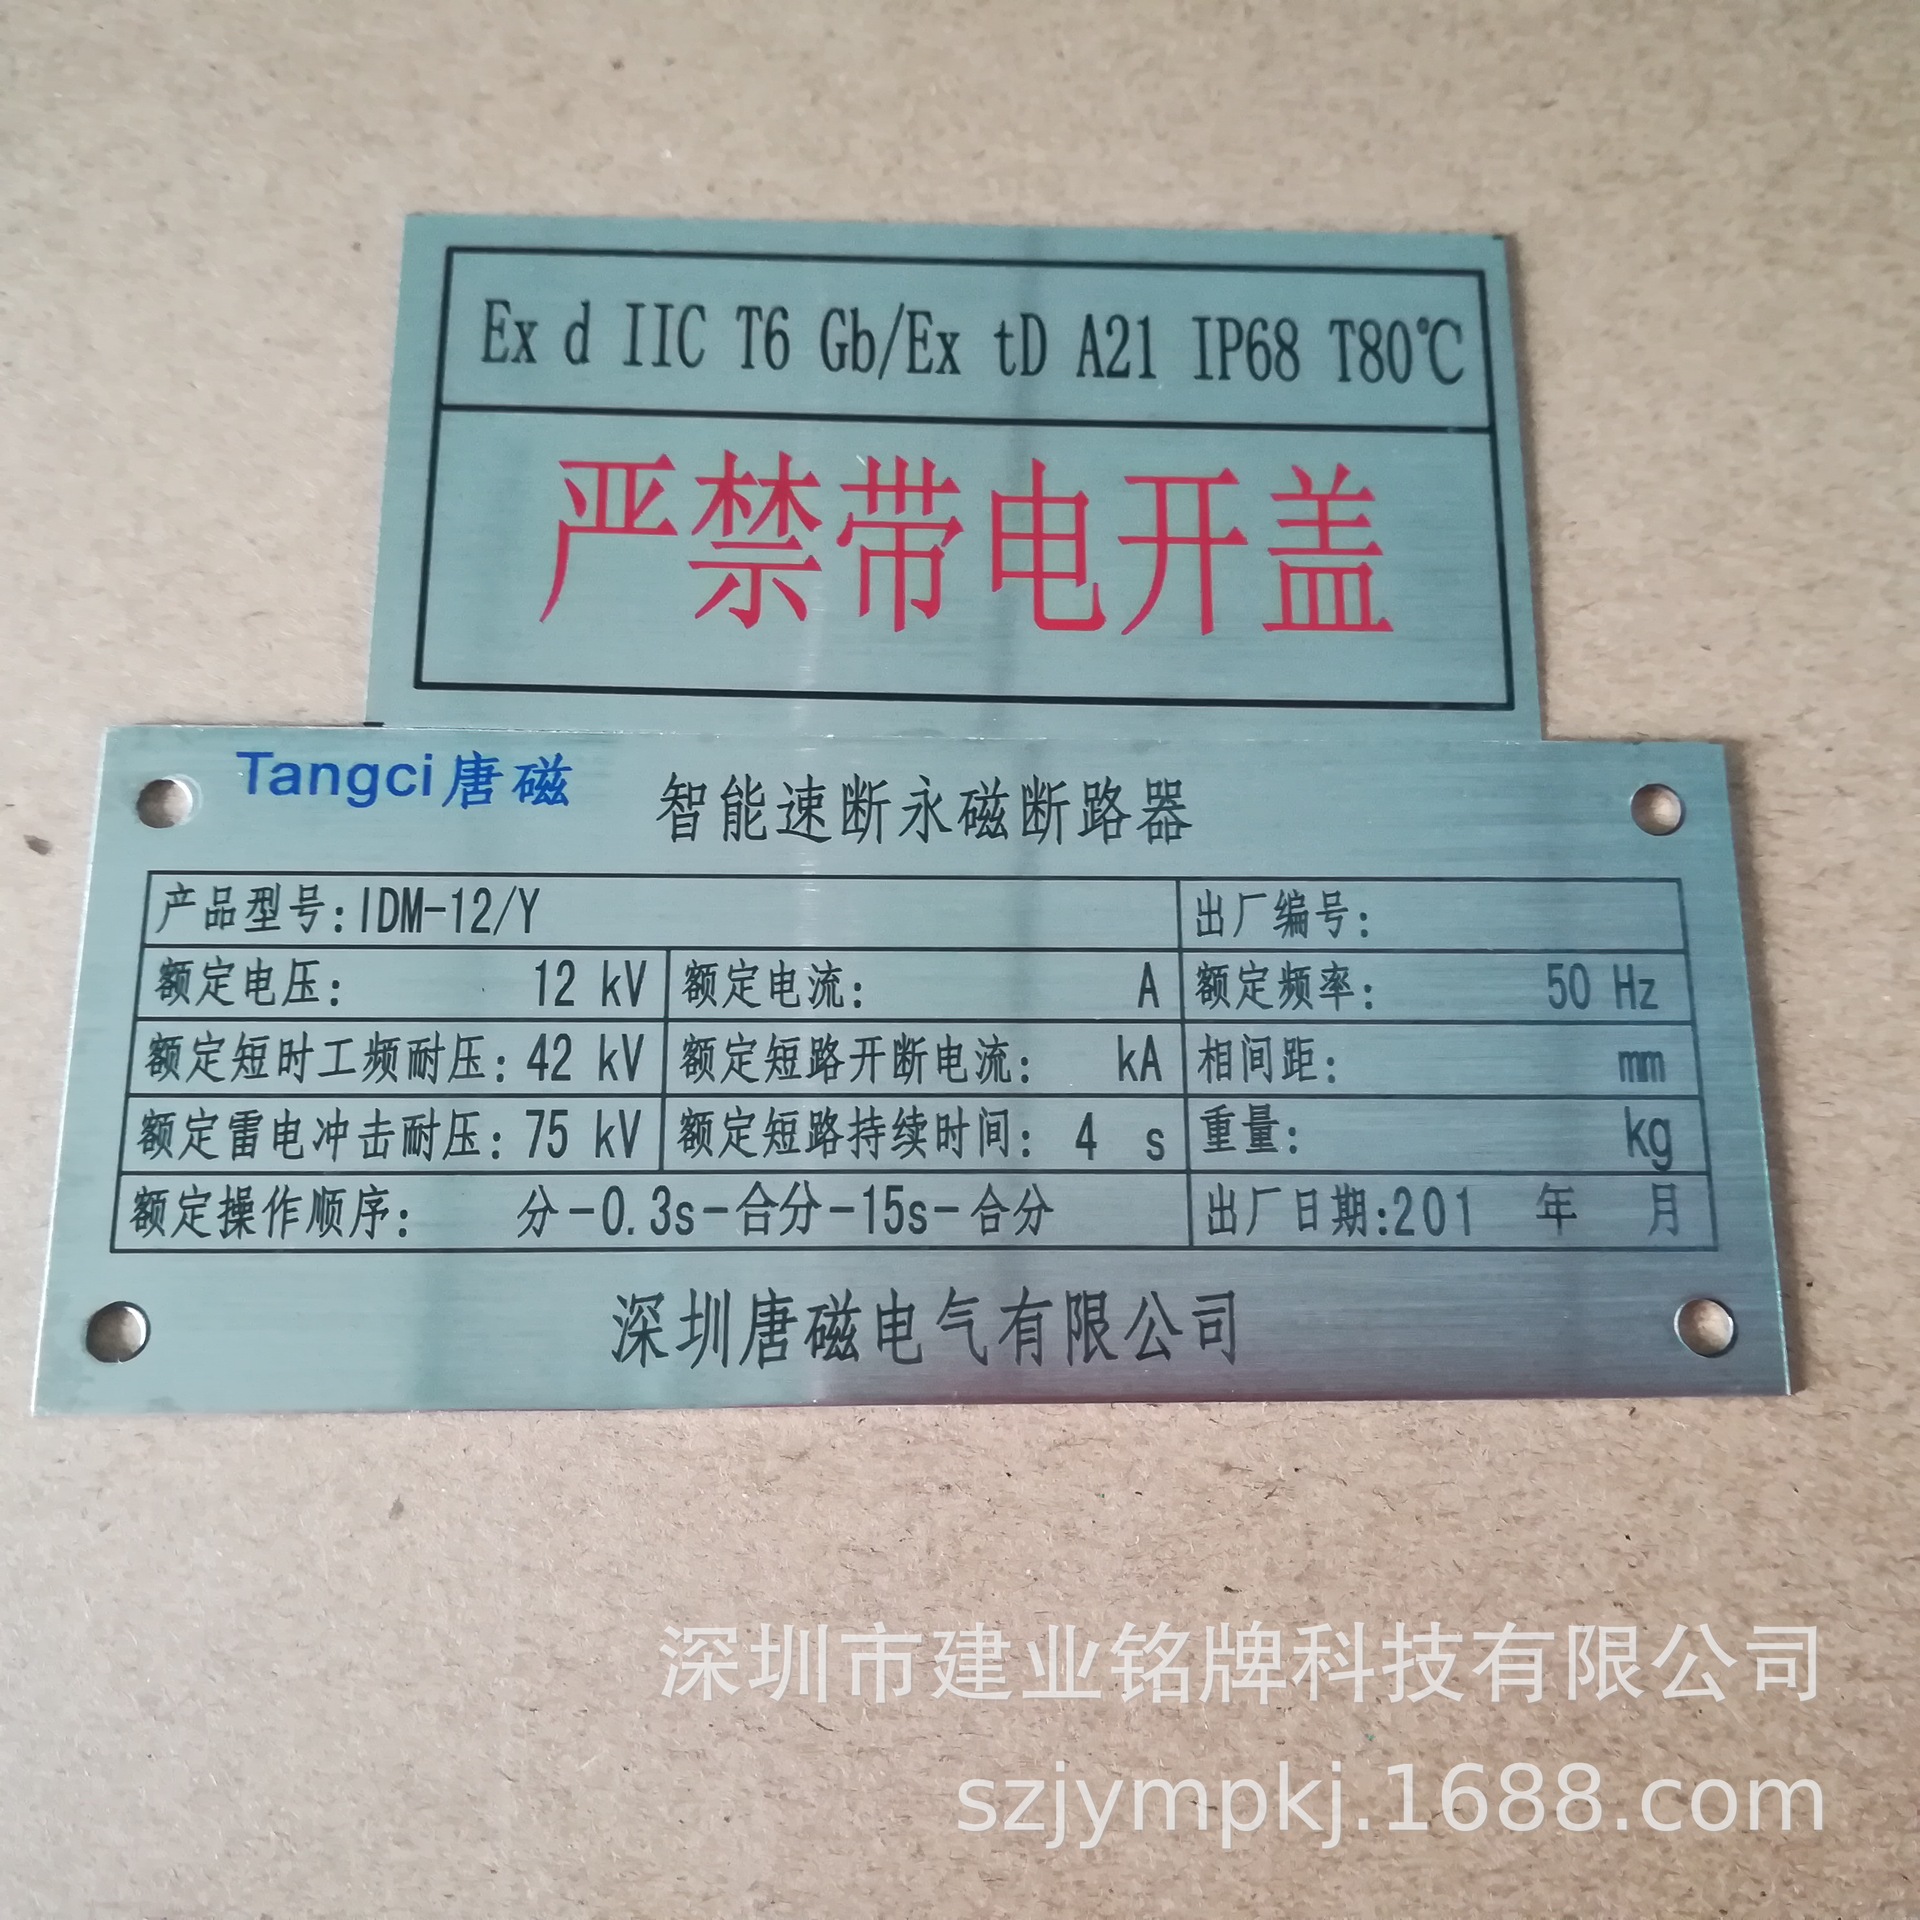 Ex d IIC T6 Gb/Ex tD A21 IP68 T80℃
严禁带电开盖
Tangci唐磁 智能速断永磁断路器
产品型号:IDM-12/Y 出厂编号:
额定电压: 12 kV 额定电流: A 额定频率: 50 Hz
额定短时工频耐压: 42 kV 额定短路开断电流: kA 相间距: mm
额定雷电冲击耐压: 75 kV 额定短路持续时间: 4 s 重量: kg
额定操作顺序: 分-0.3s-合分-15s-合分 出厂日期:201 年 月
深圳唐磁电气有限公司
深圳市建业铭牌科技有限公司
szjympkj.1688.com